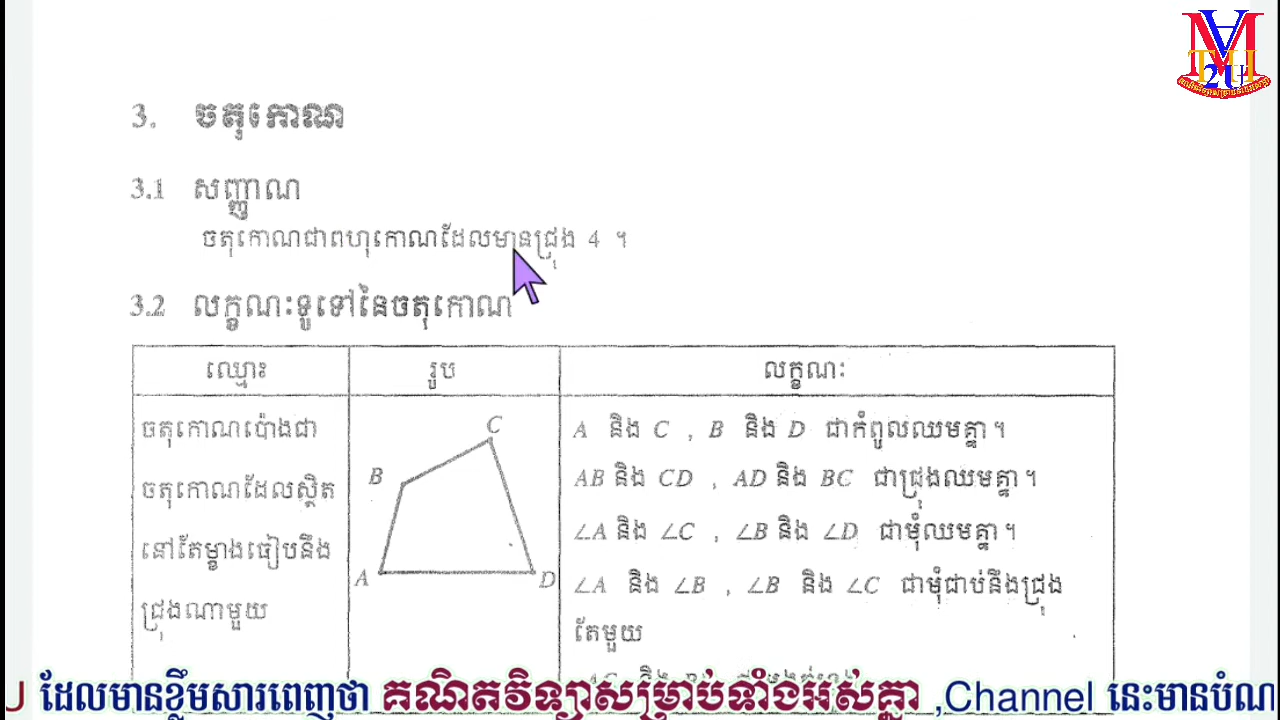 3. ចតុកោណ
3.1 សញ្ញាណ
ចតុកោណជាពហុកោណដែលមានជ្រុង 4 ។
3.2 លក្ខណៈទូទៅនៃចតុកោណ
ឈ្មោះ រូប លក្ខណៈ
ចតុកោណប៉ោងជា
ចតុកោណដែលស្ថិត
នៅតែម្ខាងធៀបនឹង
ជ្រុងណាមួយ
C
B
A
D
A និង C , B និង D ជាកំពូលឈមគ្នា ។
AB និង CD , AD និង BC ជាជ្រុងឈមគ្នា ។
∠A និង ∠C , ∠B និង ∠D ជាមុំឈមគ្នា ។
∠A និង ∠B , ∠B និង ∠C ជាមុំជាប់នឹងជ្រុង
តែមួយ
ដែលមានខ្លឹមសារពេញថា គណិតវិទ្យាសម្រាប់ទាំងអស់គ្នា ,Channel នេះមានបំណ
MATH
2U